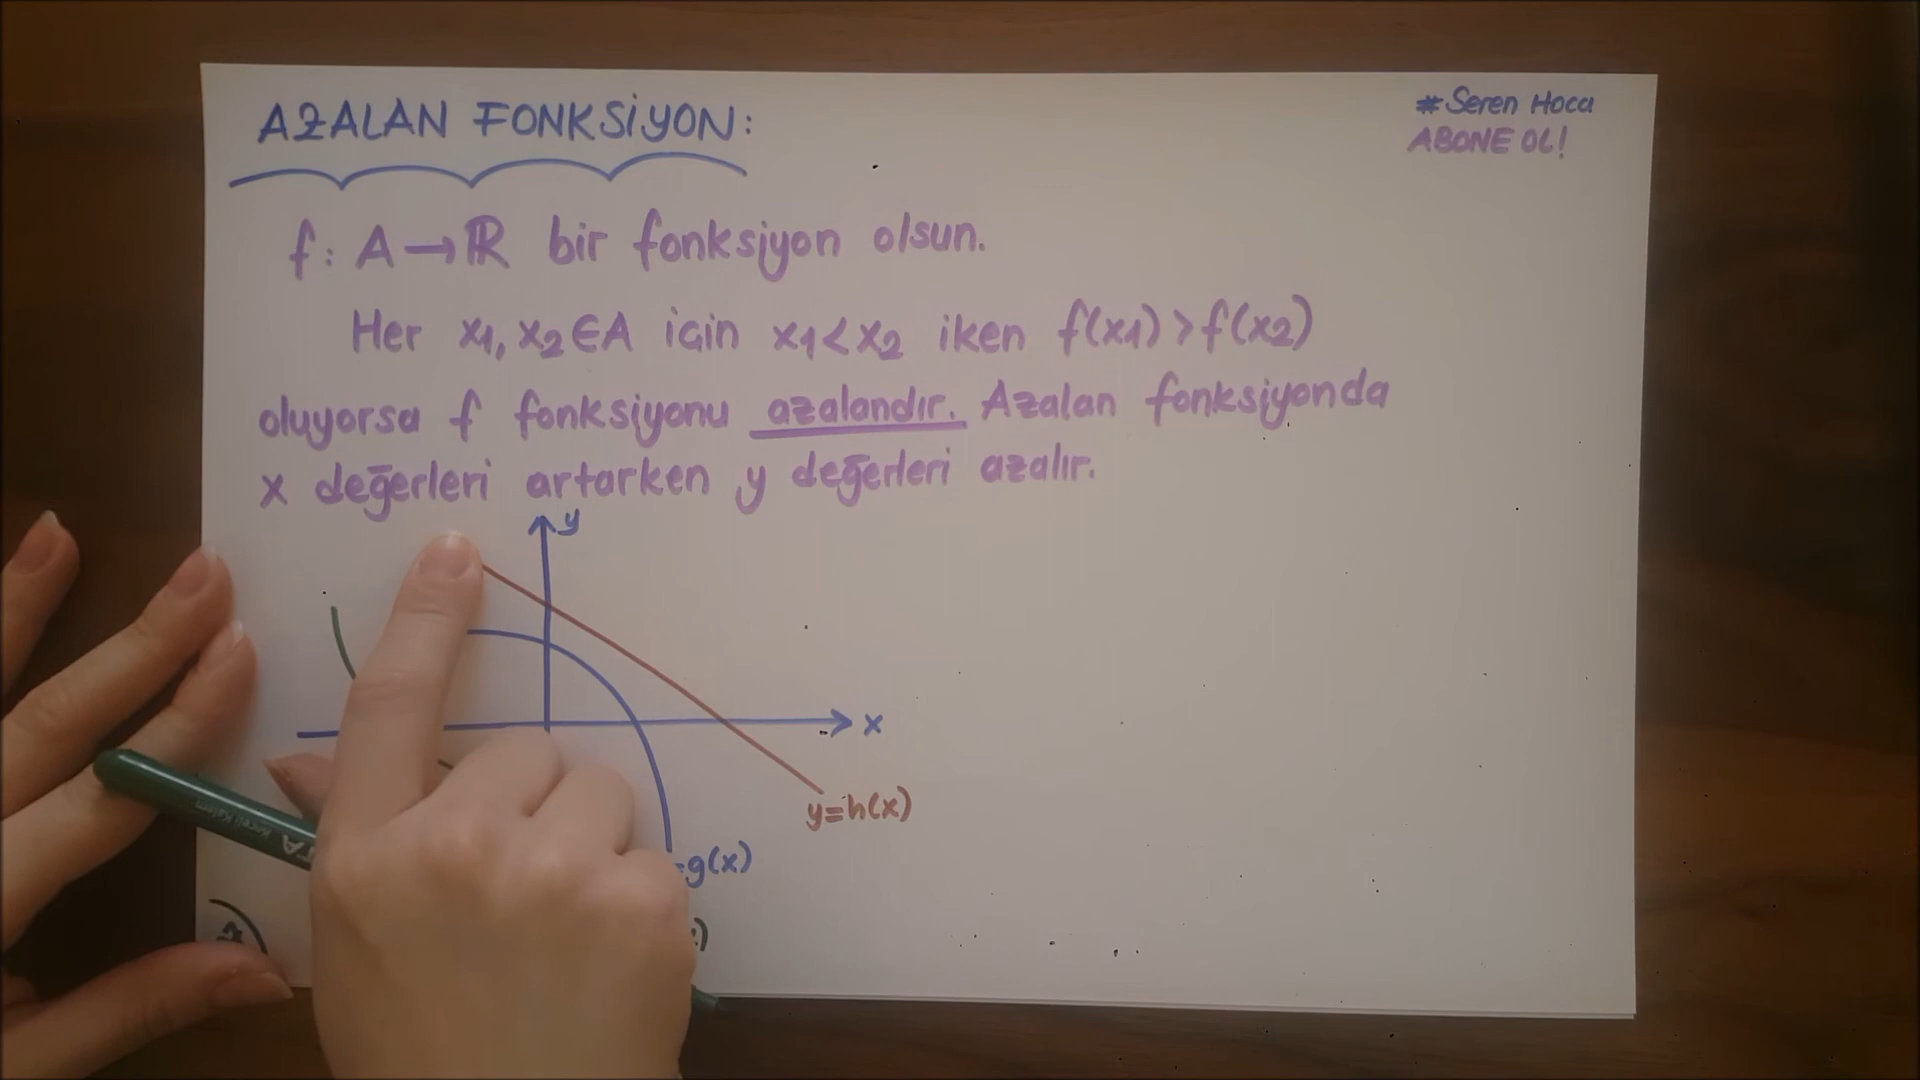 AZALAN FONKSİYON:
#Seren Hoca
ABONE OL!
f: A→ℝ bir fonksiyon olsun.
Her x1, x2 ∈ A için x1 < x2 iken f(x1) > f(x2)
oluyorsa f fonksiyonu azalandır. Azalan fonksiyonda
x değerleri artarken y değerleri azalır.
y
x
y=h(x)
=g(x)